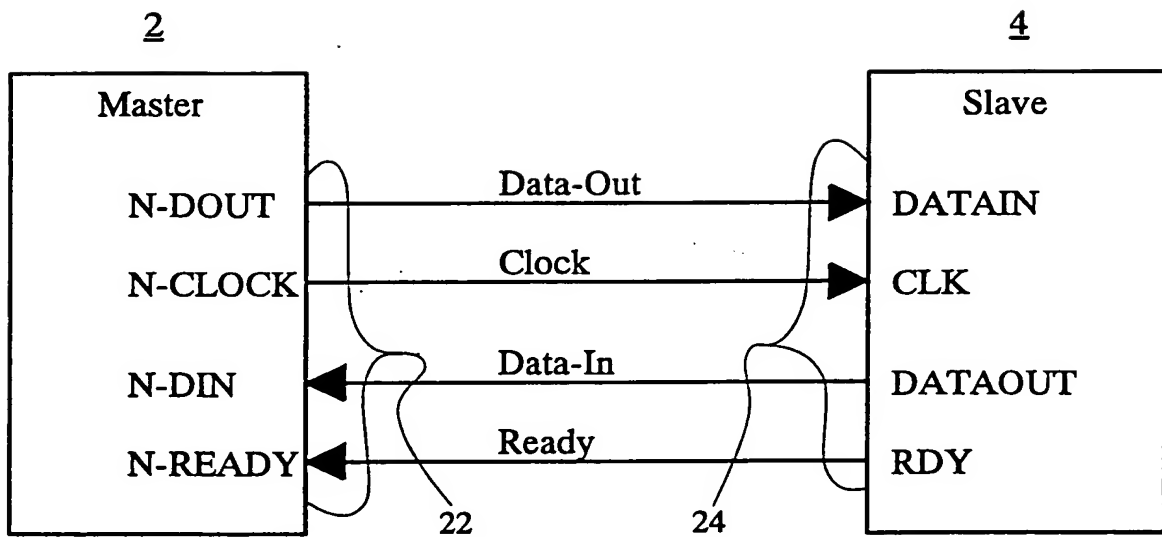 2
4
Master
Slave
N-DOUT
Data-Out
DATAIN
N-CLOCK
Clock
CLK
N-DIN
Data-In
DATAOUT
N-READY
Ready
RDY
22
24